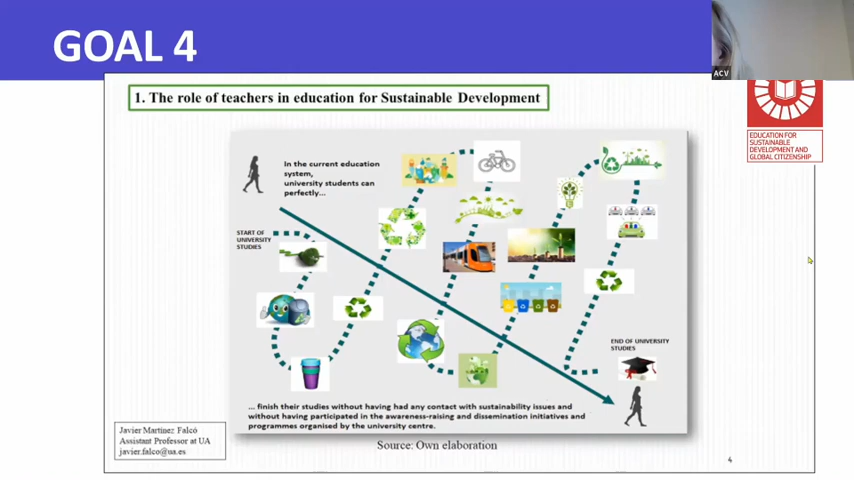 GOAL 4
ACV
1. The role of teachers in education for Sustainable Development
EDUCATION FOR
SUSTAINABLE
DEVELOPMENT AND
GLOBAL CITIZENSHIP
In the current education
system,
university students can
perfectly...
START OF
UNIVERSITY
STUDIES
END OF UNIVERSITY
STUDIES
... finish their studies without having had any contact with sustainability issues and
without having participated in the awareness-raising and dissemination initiatives and
programmes organised by the university centre.
Javier Martínez Falcó
Assistant Professor at UA
javier.falco@ua.es
Source: Own elaboration
4